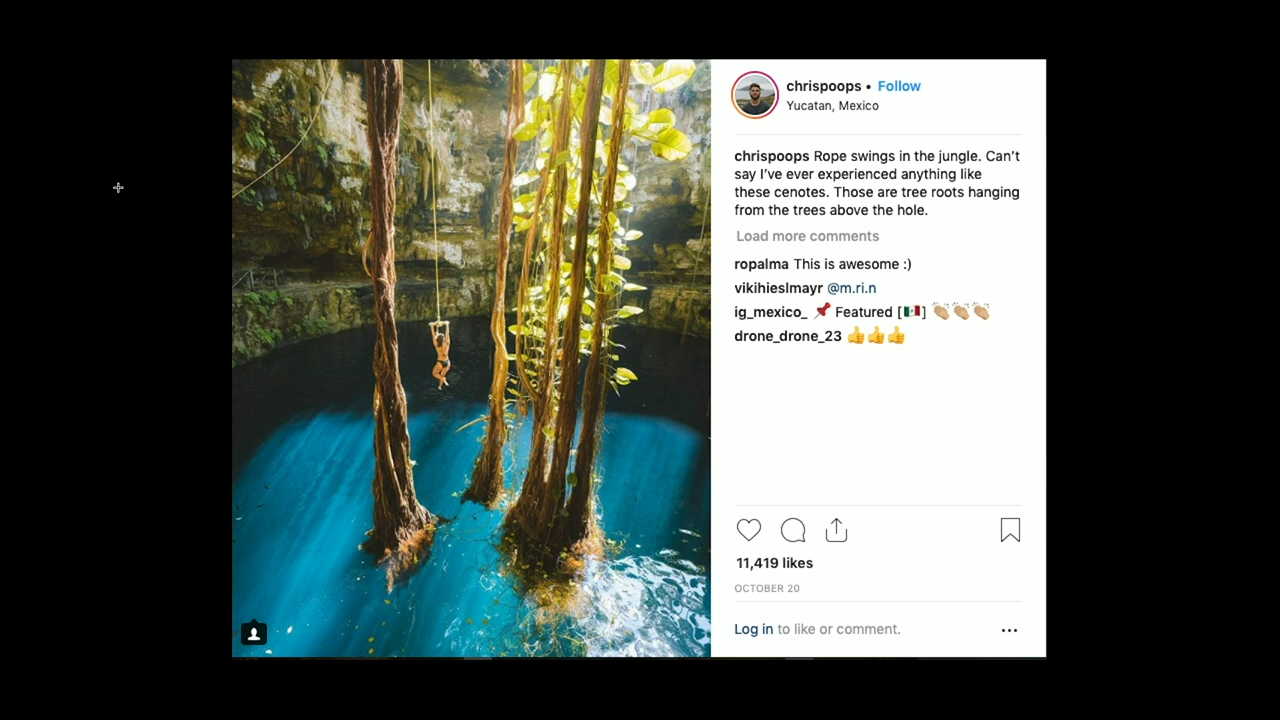 chrispoops • Follow
Yucatan, Mexico
chrispoops Rope swings in the jungle. Can't
say I've ever experienced anything like
these cenotes. Those are tree roots hanging
from the trees above the hole.
Load more comments
ropalma This is awesome :)
vikihieslmayr @m.ri.n
ig_mexico_ 📌 Featured [🇲🇽] 👏🏼👏🏼👏🏼
drone_drone_23 👍👍👍
11,419 likes
OCTOBER 20
Log in to like or comment.